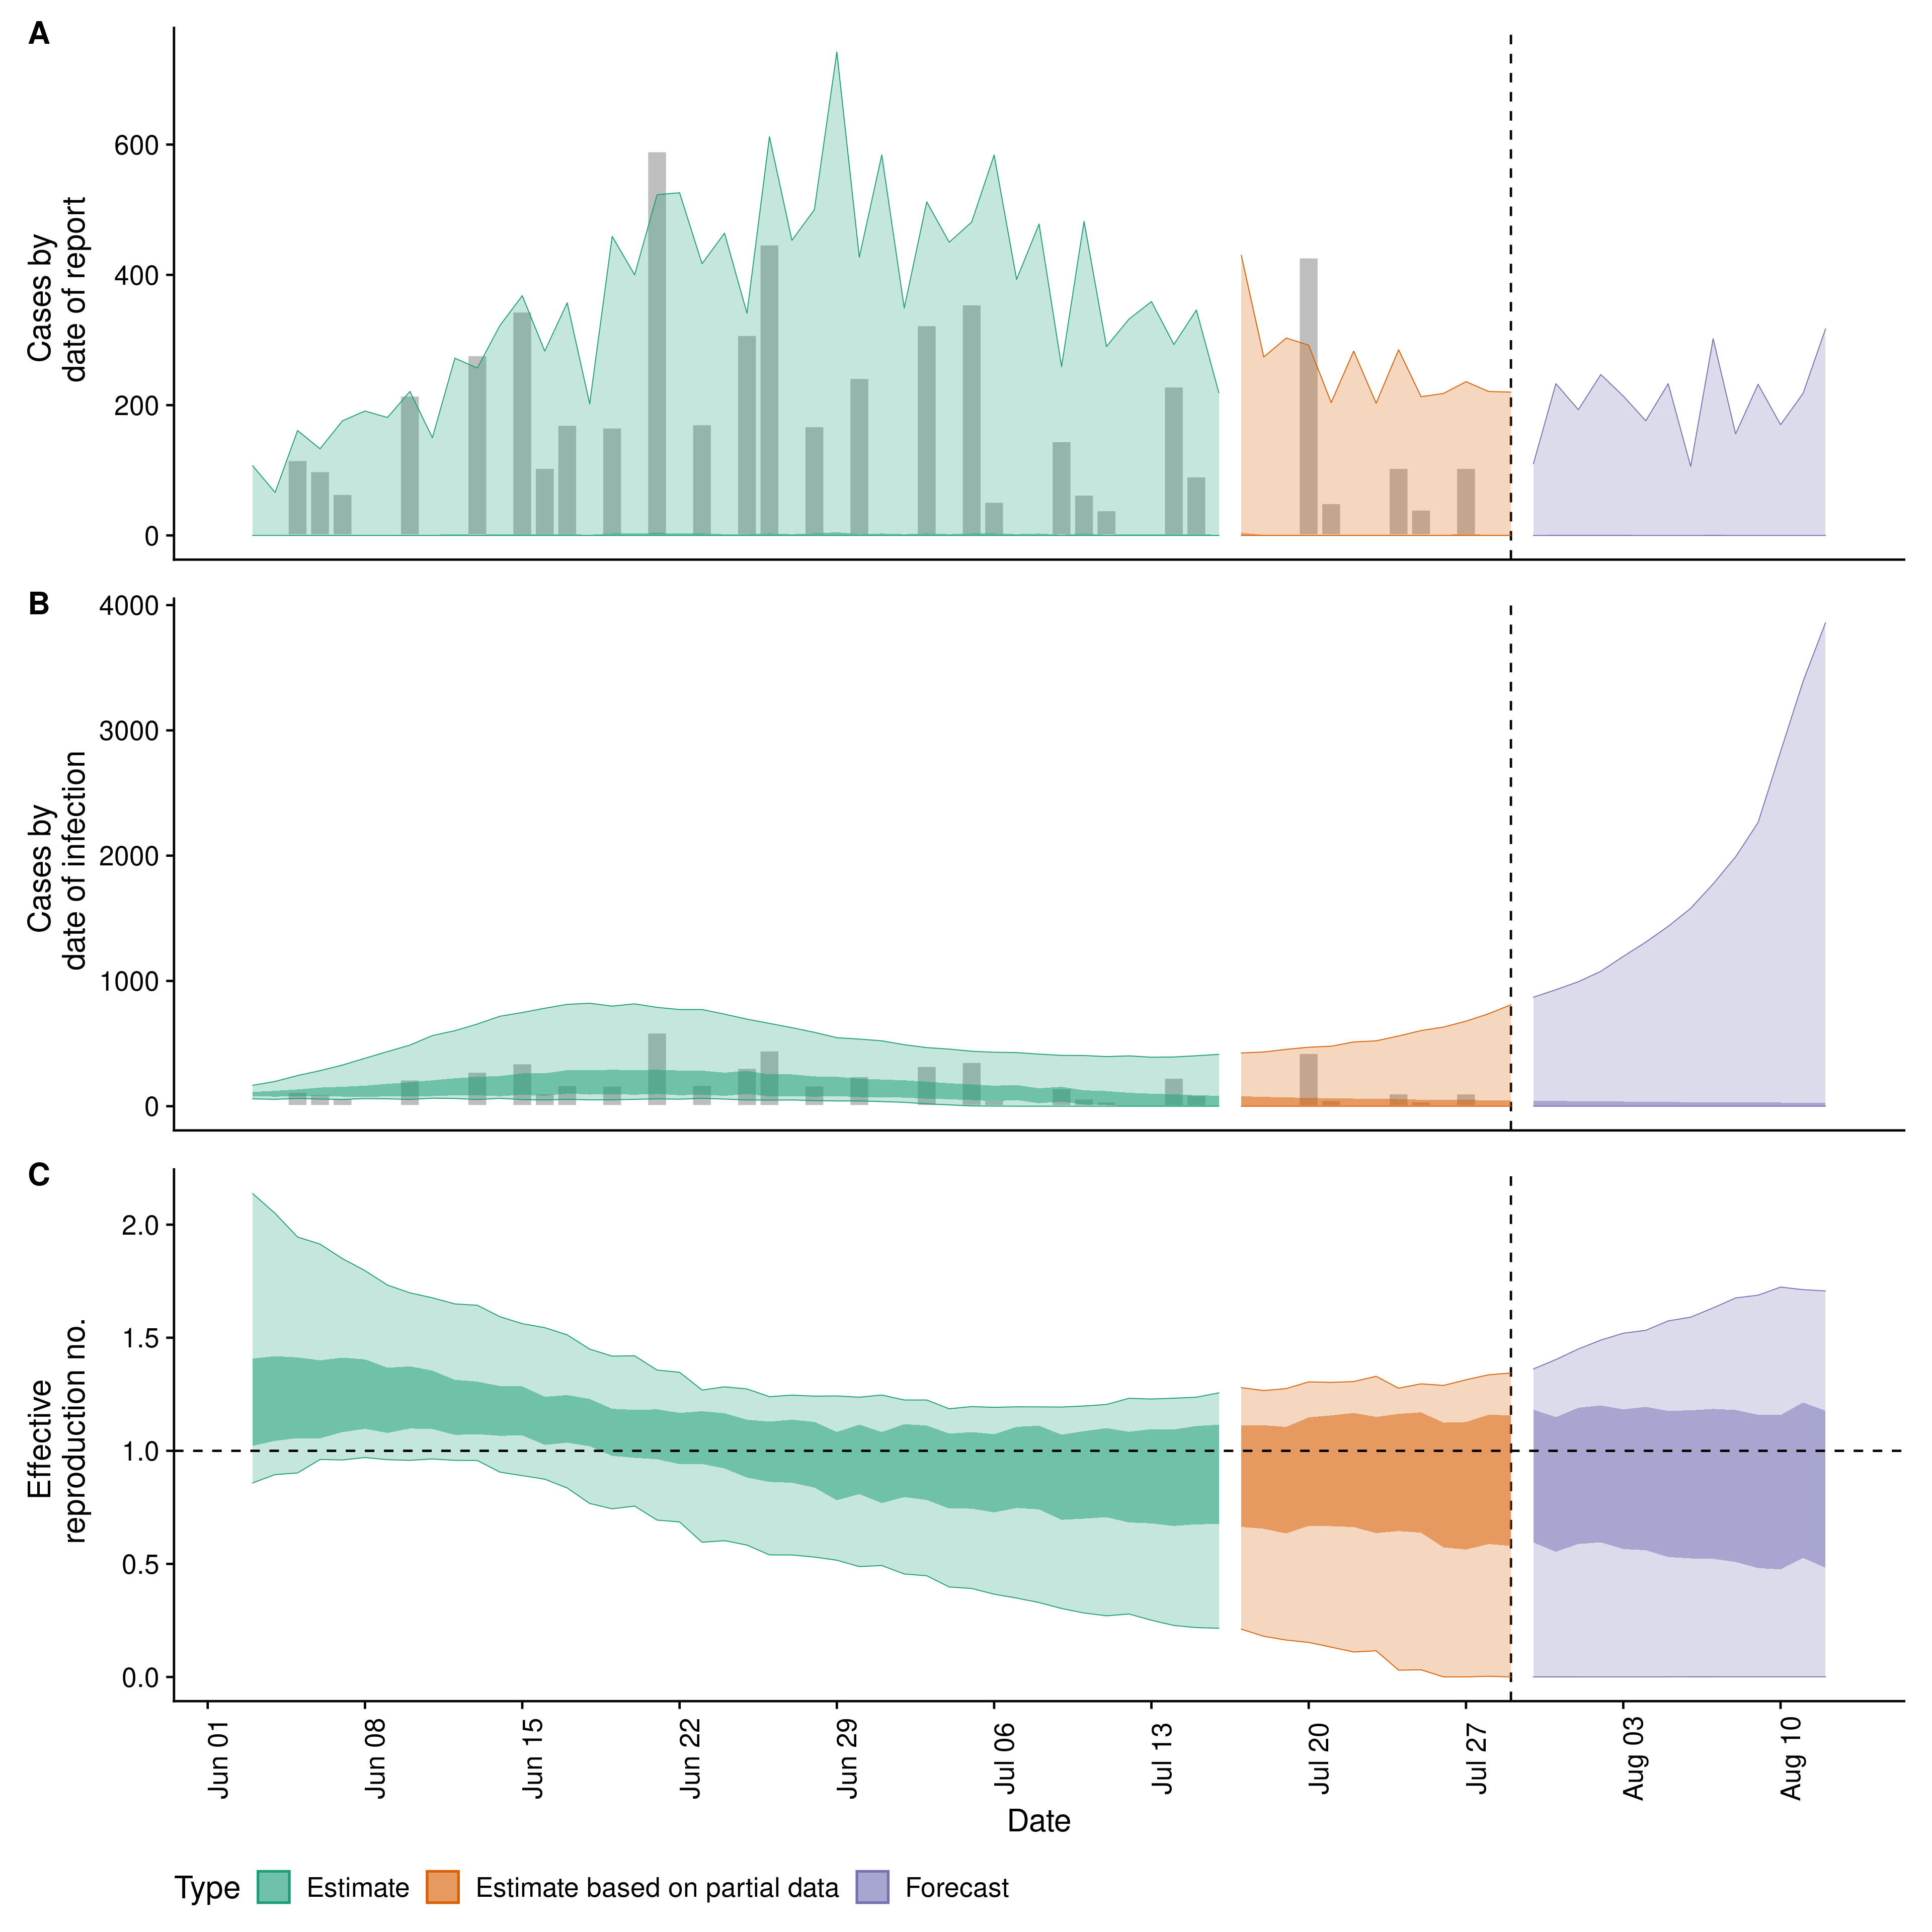 A
Cases by
date of report
600
400
200
0
B
Cases by
date of infection
4000
3000
2000
1000
0
C
Effective
reproduction no.
2.0
1.5
1.0
0.5
0.0
Jun 01
Jun 08
Jun 15
Jun 22
Jun 29
Jul 06
Jul 13
Jul 20
Jul 27
Aug 03
Aug 10
Date
Type
Estimate
Estimate based on partial data
Forecast